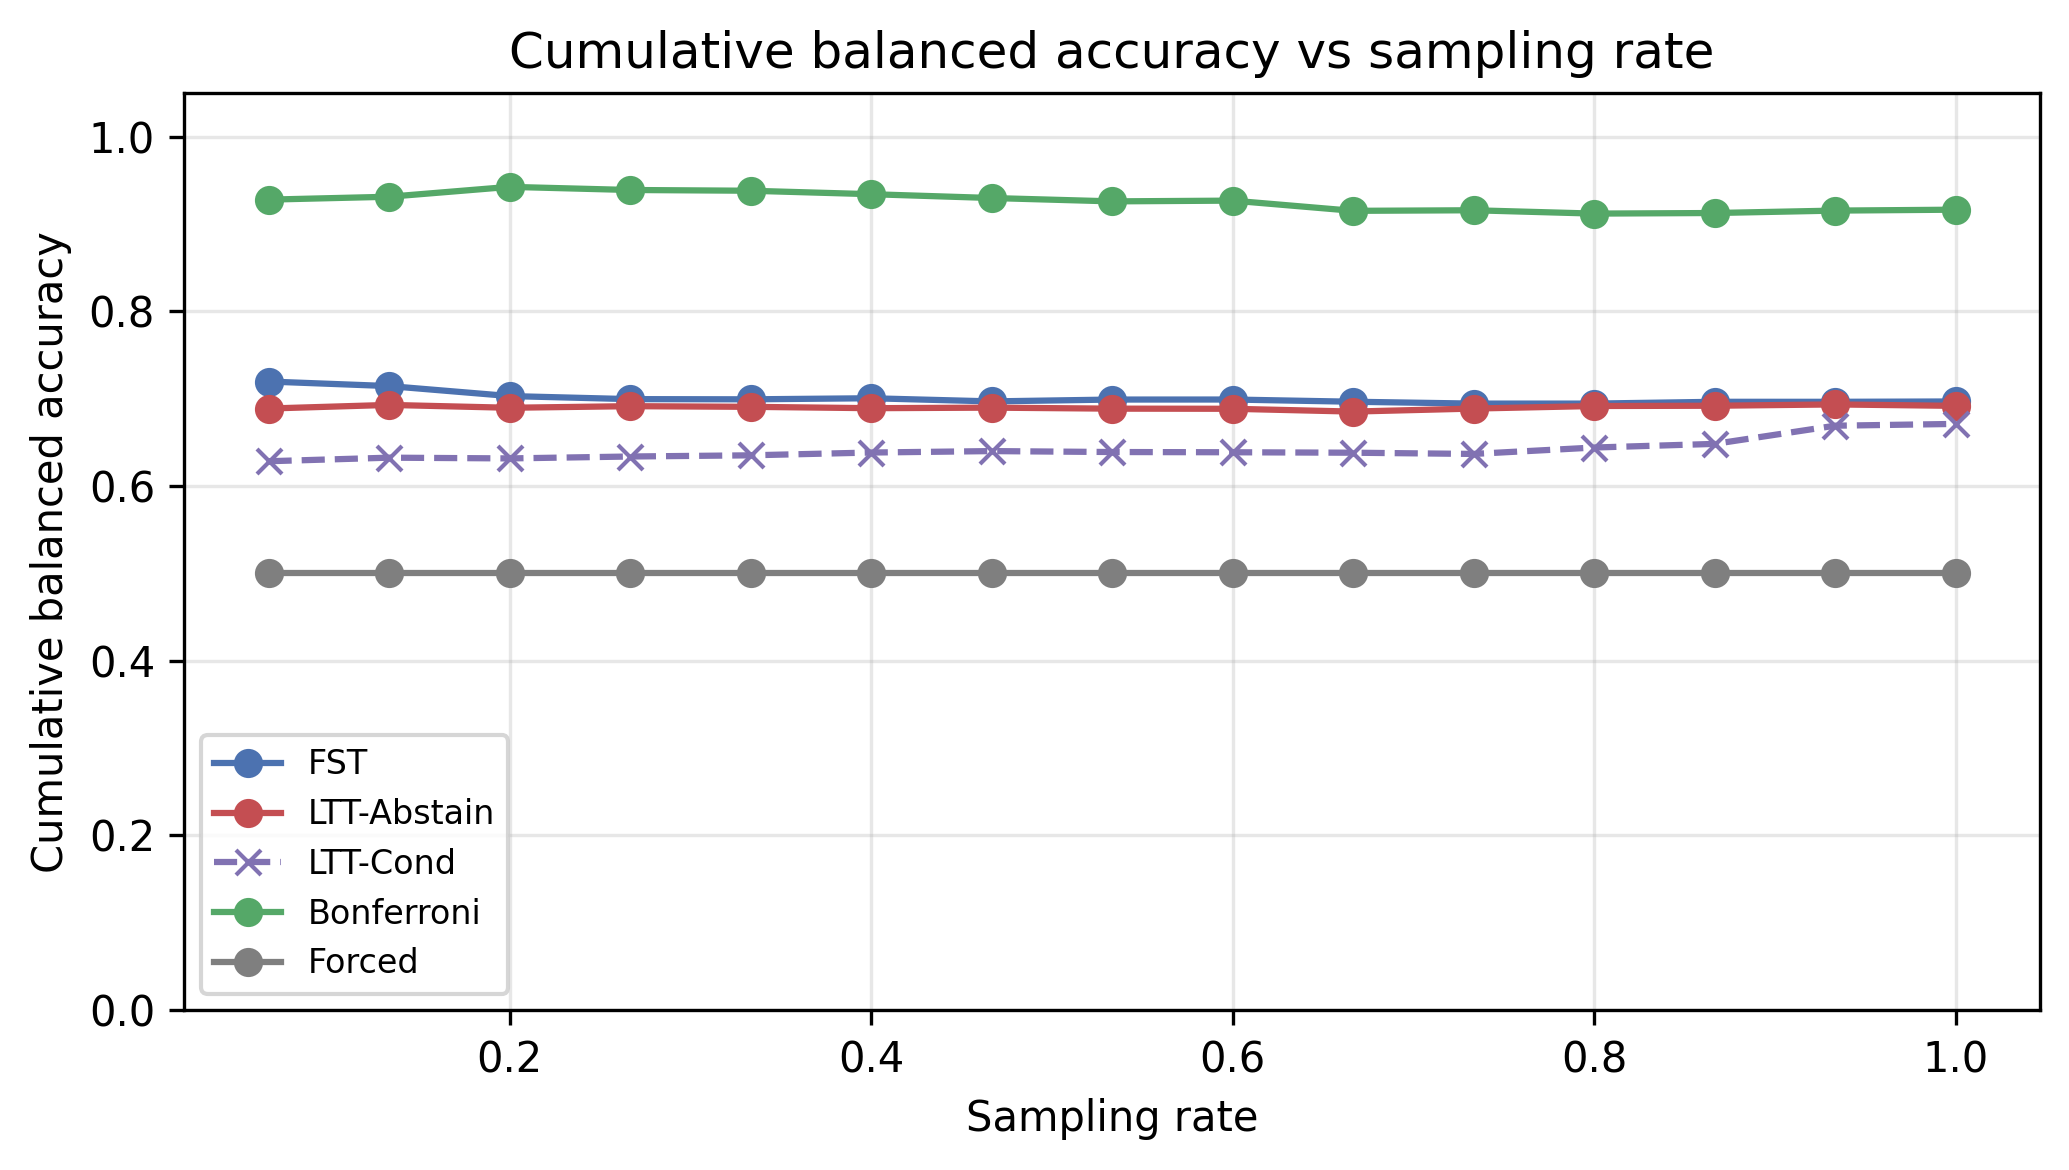 Cumulative balanced accuracy vs sampling rate
Cumulative balanced accuracy
1.0
0.8
0.6
0.4
0.2
0.0
FST
LTT-Abstain
LTT-Cond
Bonferroni
Forced
0.2 0.4 0.6 0.8 1.0
Sampling rate